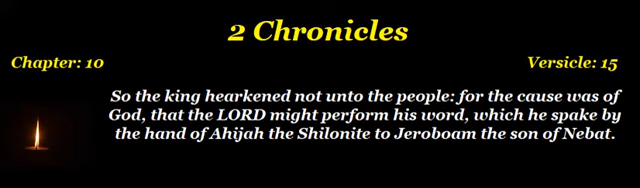 2 Chronicles
Chapter: 10 Versicle: 15
So the king hearkened not unto the people: for the cause was of
God, that the LORD might perform his word, which he spake by
the hand of Ahijah the Shilonite to Jeroboam the son of Nebat.